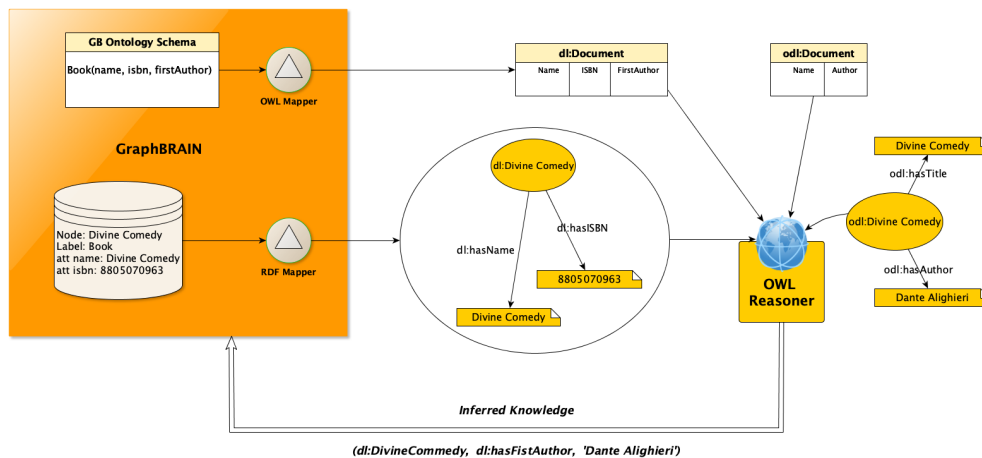 GB Ontology Schema
Book(name, isbn, firstAuthor)
OWL Mapper
GraphBRAIN
Node: Divine Comedy
Label: Book
att name: Divine Comedy
att isbn: 8805070963
RDF Mapper
dl:Document
Name ISBN FirstAuthor
odl:Document
Name Author
dl:Divine Comedy
dl:hasName
dl:hasISBN
8805070963
Divine Comedy
Divine Comedy
odl:hasTitle
odl:Divine Comedy
odl:hasAuthor
Dante Alighieri
OWL
Reasoner
Inferred Knowledge
(dl:DivineCommedy, dl:hasFistAuthor, 'Dante Alighieri')